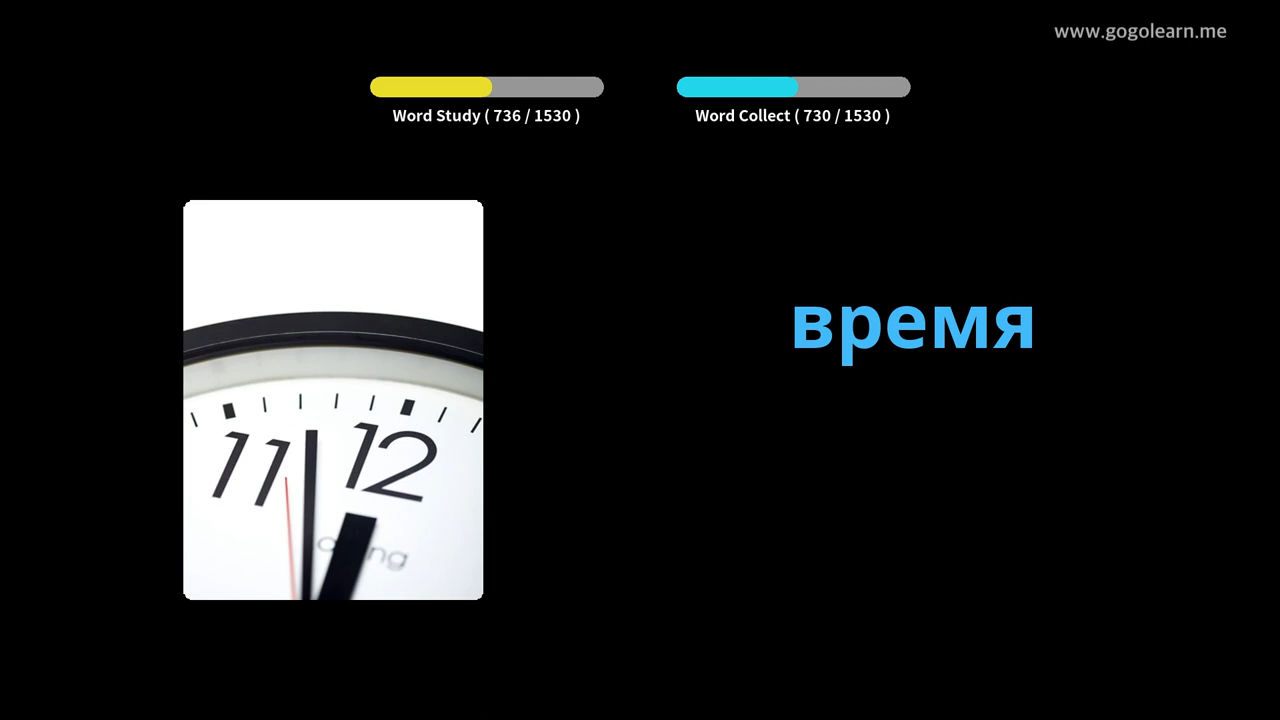 www.gogolearn.me
Word Study ( 736 / 1530 )
Word Collect ( 730 / 1530 )
11
12
время